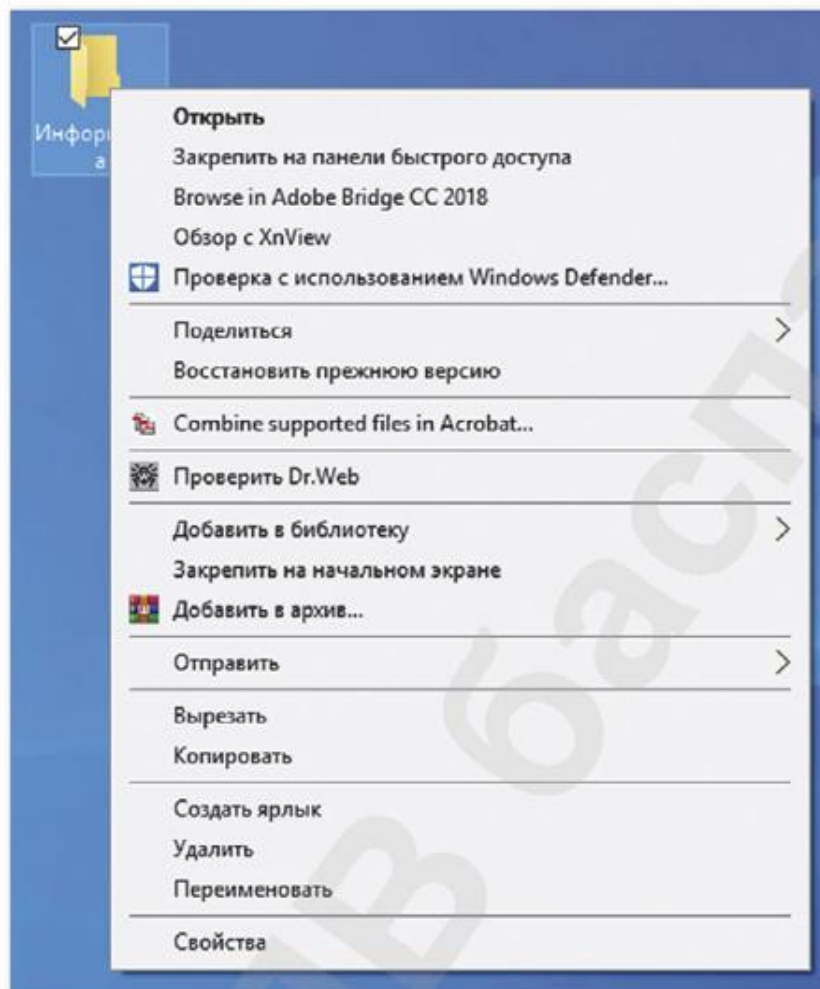 Открыть
Закрепить на панели быстрого доступа
Browse in Adobe Bridge CC 2018
Обзор с XnView
Проверка с использованием Windows Defender...
Поделиться
Восстановить прежнюю версию
Combine supported files in Acrobat...
Проверить Dr.Web
Добавить в библиотеку
Закрепить на начальном экране
Добавить в архив...
Отправить
Вырезать
Копировать
Создать ярлык
Удалить
Переименовать
Свойства